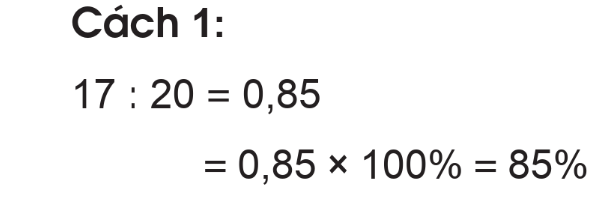 Cách 1:
17 : 20 = 0,85
= 0,85 × 100% = 85%